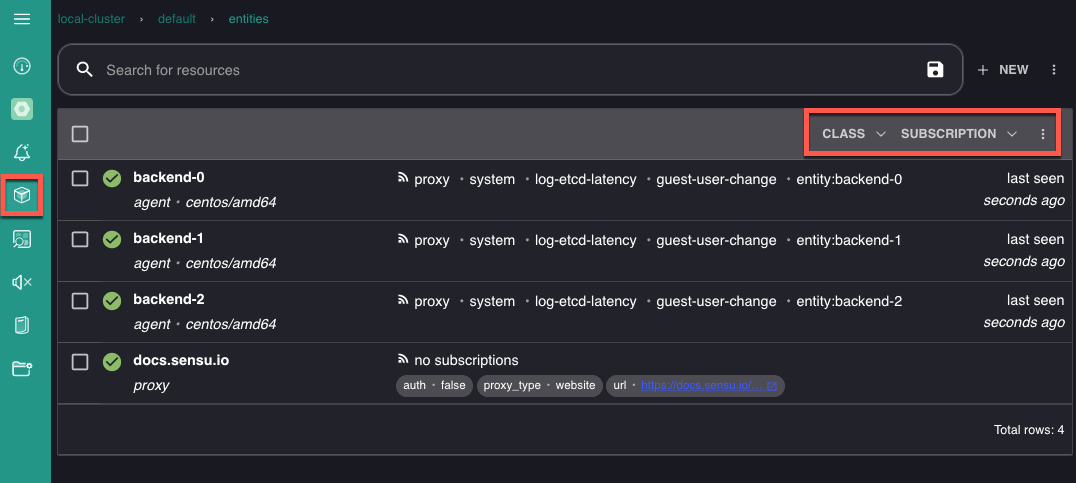 local-cluster › default › entities
Search for resources
+ NEW
CLASS SUBSCRIPTION
backend-0
agent • centos/amd64
proxy • system • log-etcd-latency • guest-user-change • entity:backend-0
last seen
seconds ago
backend-1
agent • centos/amd64
proxy • system • log-etcd-latency • guest-user-change • entity:backend-1
last seen
seconds ago
backend-2
agent • centos/amd64
proxy • system • log-etcd-latency • guest-user-change • entity:backend-2
last seen
seconds ago
docs.sensu.io
proxy
no subscriptions
auth • false proxy_type • website url • https://docs.sensu.io/...
Total rows: 4